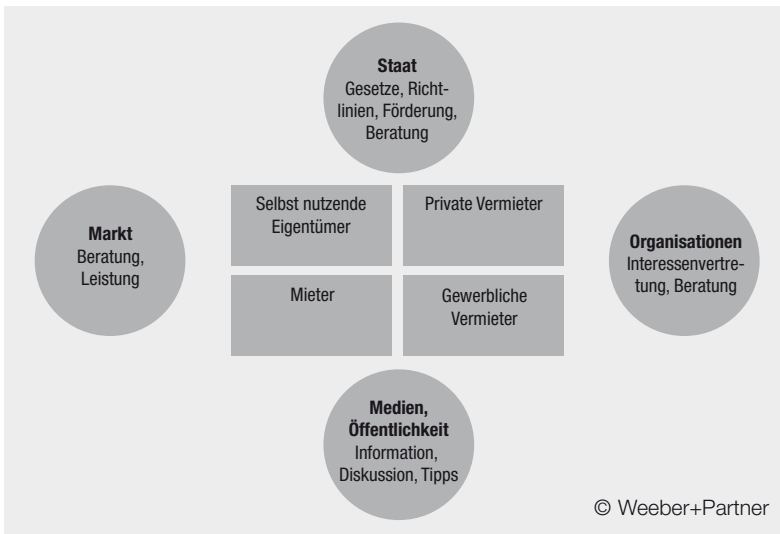 Staat
Gesetze, Richt-
linien, Förderung,
Beratung
Selbst nutzende
Eigentümer
Private Vermieter
Markt
Beratung,
Leistung
Organisationen
Interessenvertre-
tung, Beratung
Mieter
Gewerbliche
Vermieter
Medien,
Öffentlichkeit
Information,
Diskussion, Tipps
© Weeber+Partner